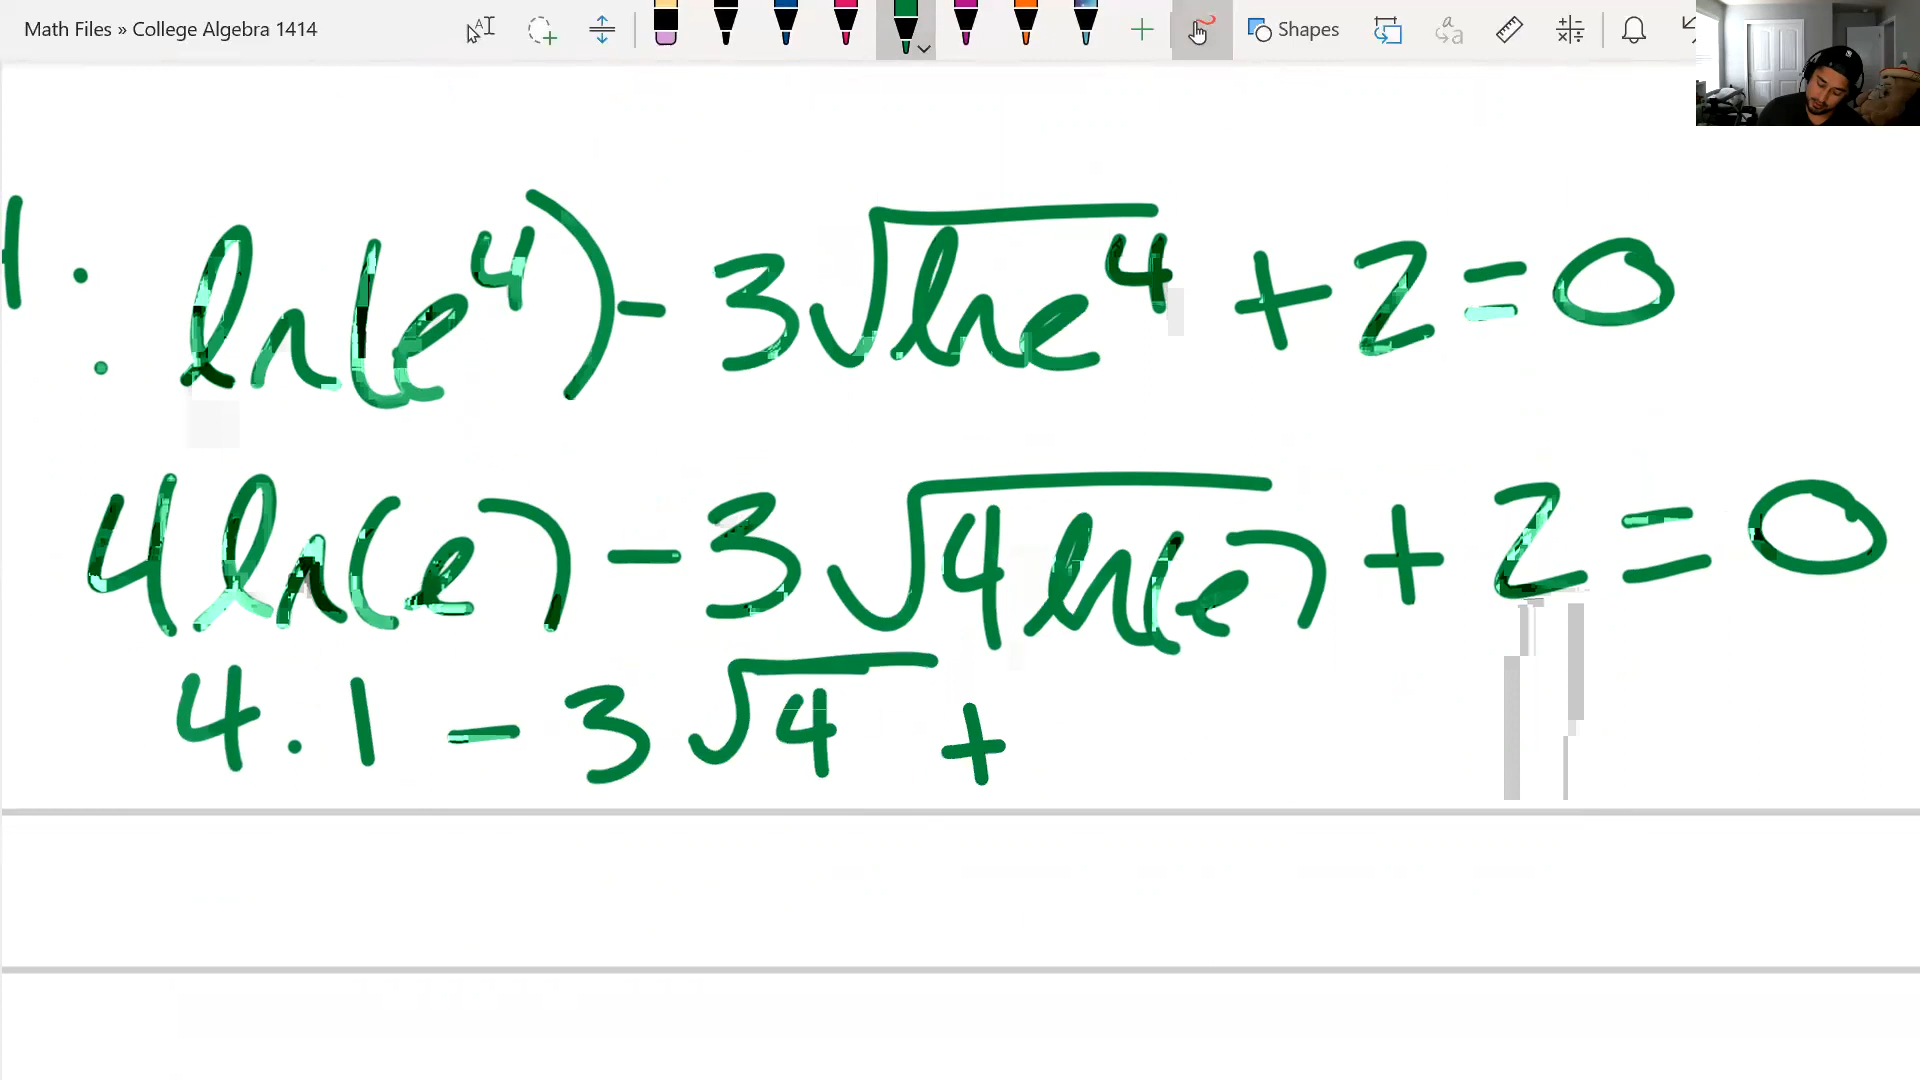 Math Files » College Algebra 1414
Shapes
: ln(e⁴) - 3√lne⁴ + 2 = 0
4ln(e) - 3√4ln(e) + 2 = 0
4 · 1 - 3√4 +